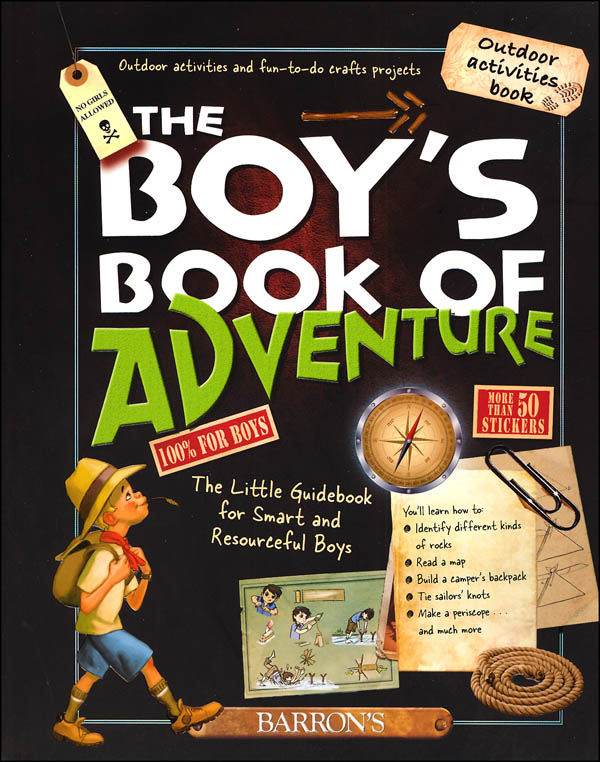 Outdoor activities and fun-to-do crafts projects
Outdoor
activities
book
NO GIRLS
ALLOWED
THE
BOY'S
BOOK OF
ADVENTURE
100% FOR BOYS
MORE
THAN 50
STICKERS
The Little Guidebook
for Smart and
Resourceful Boys
You'll learn how to:
● Identify different kinds
of rocks
● Read a map
● Build a camper's backpack
● Tie sailors' knots
● Make a periscope . . .
and much more
BARRON'S